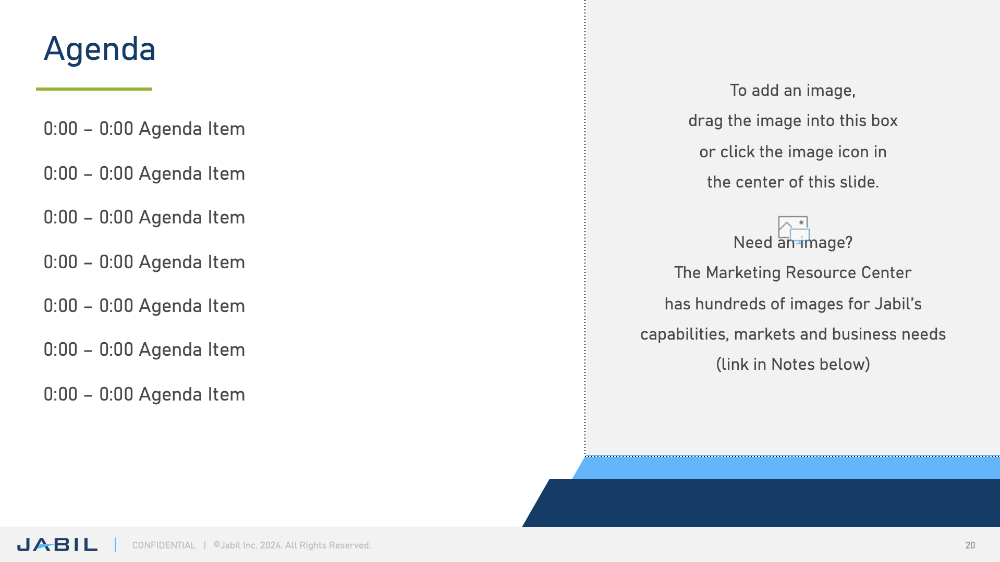 Agenda
0:00 – 0:00 Agenda Item
0:00 – 0:00 Agenda Item
0:00 – 0:00 Agenda Item
0:00 – 0:00 Agenda Item
0:00 – 0:00 Agenda Item
0:00 – 0:00 Agenda Item
0:00 – 0:00 Agenda Item
To add an image,
drag the image into this box
or click the image icon in
the center of this slide.
Need an image?
The Marketing Resource Center
has hundreds of images for Jabil’s
capabilities, markets and business needs
(link in Notes below)
JABIL | CONFIDENTIAL | ©Jabil Inc. 2024. All Rights Reserved.
20